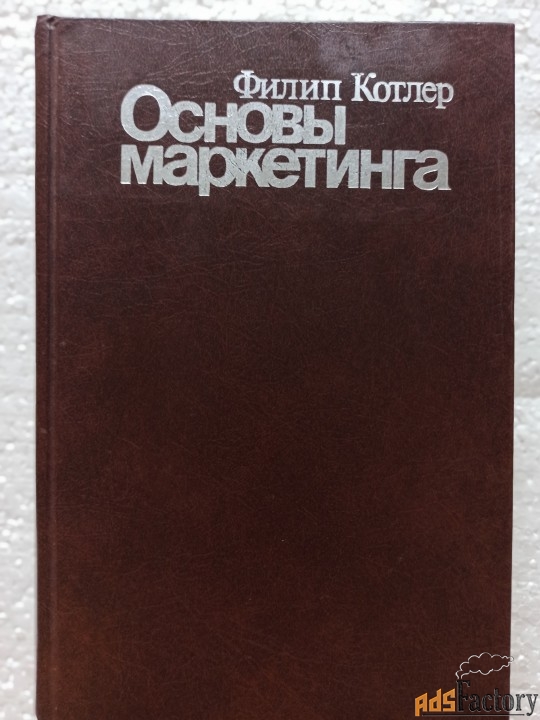 Филип Котлер
Основы
маркетинга
AdsFactory